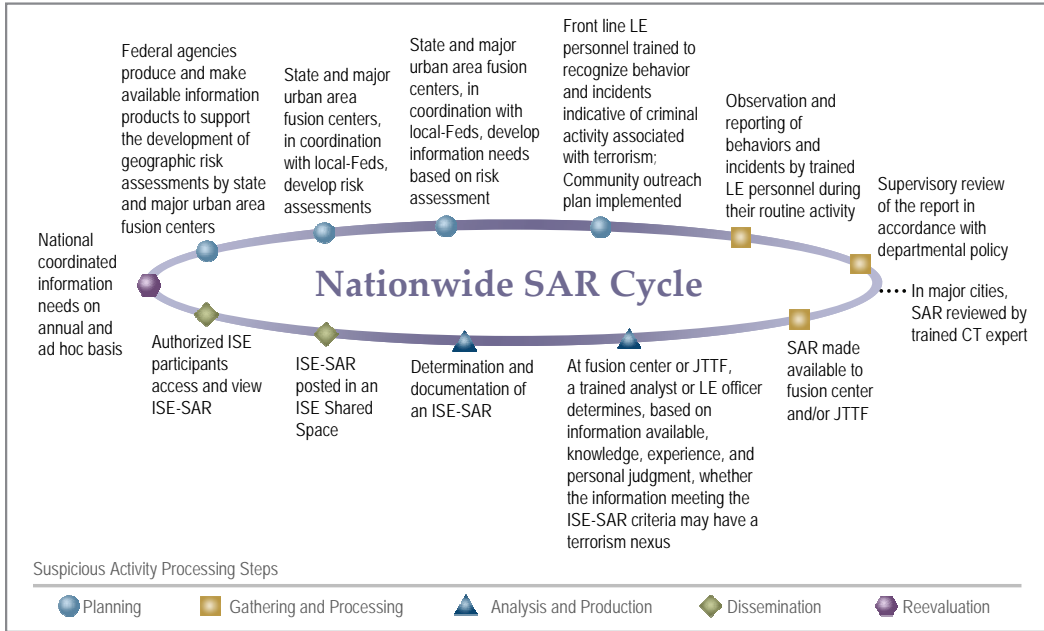 Federal agencies
produce and make
available information
products to support
the development of
geographic risk
assessments by state
and major urban area
fusion centers
State and major
urban area
fusion centers,
in coordination
with local-Feds,
develop risk
assessments
State and major
urban area fusion
centers, in
coordination with
local-Feds, develop
information needs
based on risk
assessment
Front line LE
personnel trained to
recognize behavior
and incidents
indicative of criminal
activity associated
with terrorism;
Community outreach
plan implemented
Observation and
reporting of
behaviors and
incidents by trained
LE personnel during
their routine activity
Supervisory review
of the report in
accordance with
departmental policy
In major cities,
SAR reviewed by
trained CT expert
National
coordinated
information
needs on
annual and
ad hoc basis
Nationwide SAR Cycle
Authorized ISE
participants
access and view
ISE-SAR
ISE-SAR
posted in an
ISE Shared
Space
Determination and
documentation of
an ISE-SAR
At fusion center or JTTF,
a trained analyst or LE officer
determines, based on
information available,
knowledge, experience, and
personal judgment, whether
the information meeting the
ISE-SAR criteria may have a
terrorism nexus
SAR made
available to
fusion center
and/or JTTF
Suspicious Activity Processing Steps
Planning
Gathering and Processing
Analysis and Production
Dissemination
Reevaluation